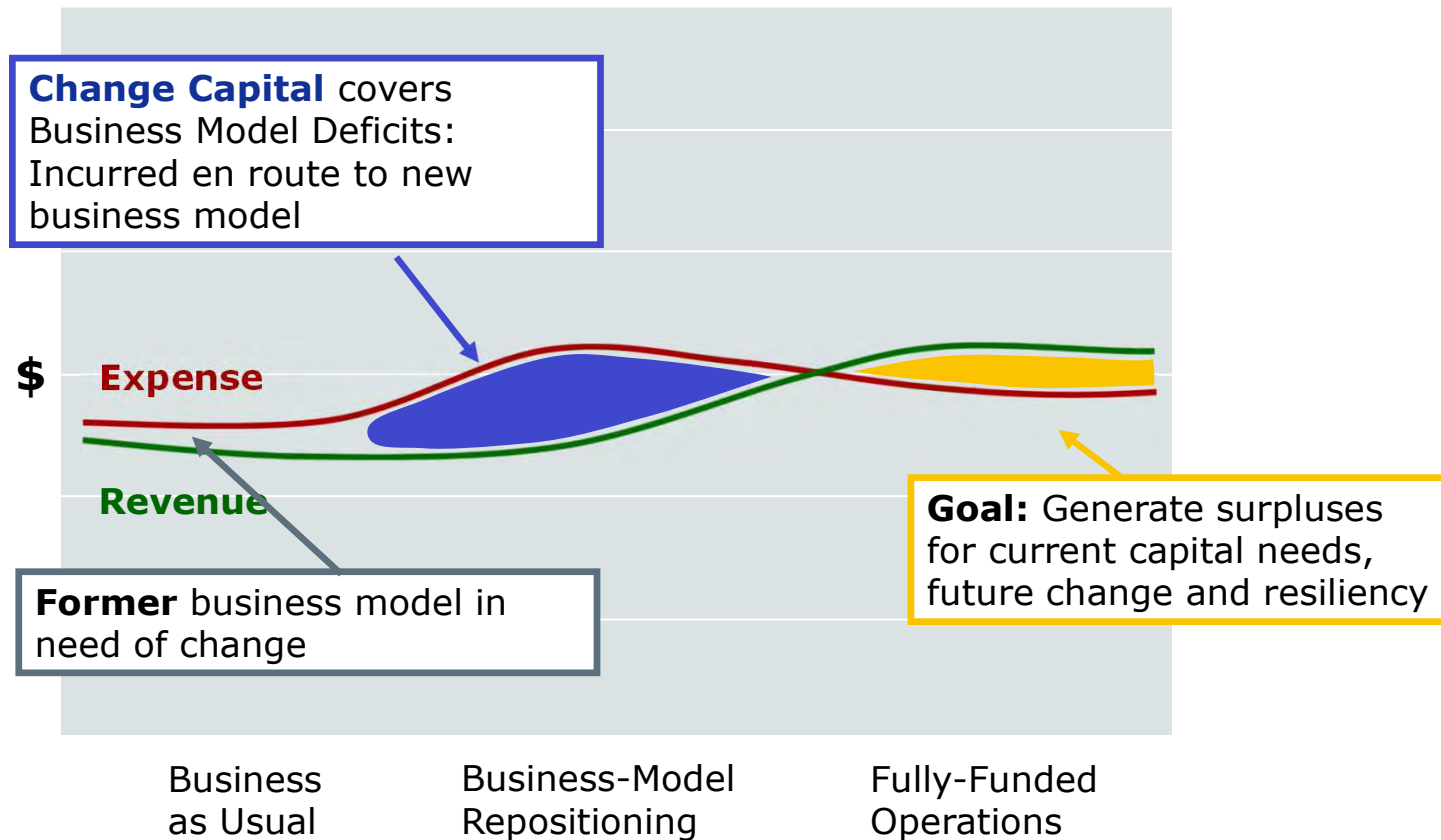 Change Capital covers
Business Model Deficits:
Incurred en route to new
business model
$
Expense
Revenue
Goal: Generate surpluses
for current capital needs,
future change and resiliency
Former business model in
need of change
Business
as Usual
Business-Model
Repositioning
Fully-Funded
Operations